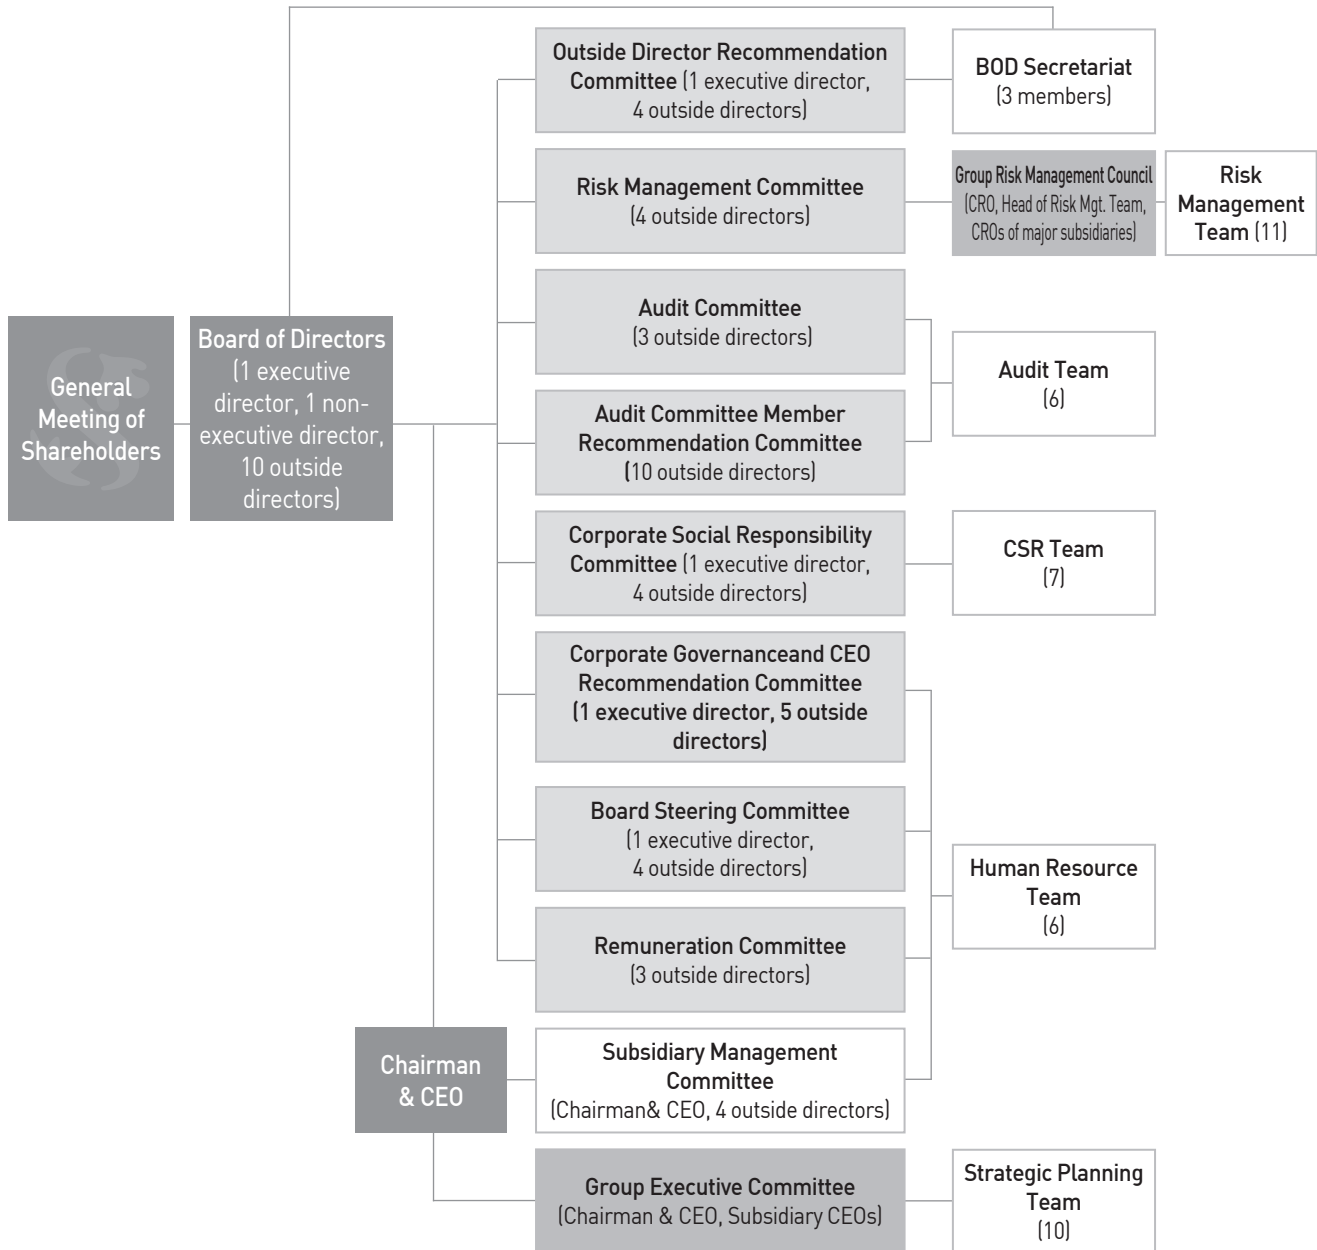 General
Meeting of
Shareholders
Board of Directors
(1 executive
director, 1 non-
executive director,
10 outside
directors)
Outside Director Recommendation
Committee (1 executive director,
4 outside directors)
BOD Secretariat
(3 members)
Risk Management Committee
(4 outside directors)
Group Risk Management Council
(CRO, Head of Risk Mgt. Team,
CROs of major subsidiaries)
Risk
Management
Team (11)
Audit Committee
(3 outside directors)
Audit Committee Member
Recommendation Committee
(10 outside directors)
Audit Team
(6)
Corporate Social Responsibility
Committee (1 executive director,
4 outside directors)
CSR Team
(7)
Corporate Governanceand CEO
Recommendation Committee
(1 executive director, 5 outside
directors)
Board Steering Committee
(1 executive director,
4 outside directors)
Remuneration Committee
(3 outside directors)
Human Resource
Team
(6)
Chairman
& CEO
Subsidiary Management
Committee
(Chairman& CEO, 4 outside directors)
Group Executive Committee
(Chairman & CEO, Subsidiary CEOs)
Strategic Planning
Team
(10)